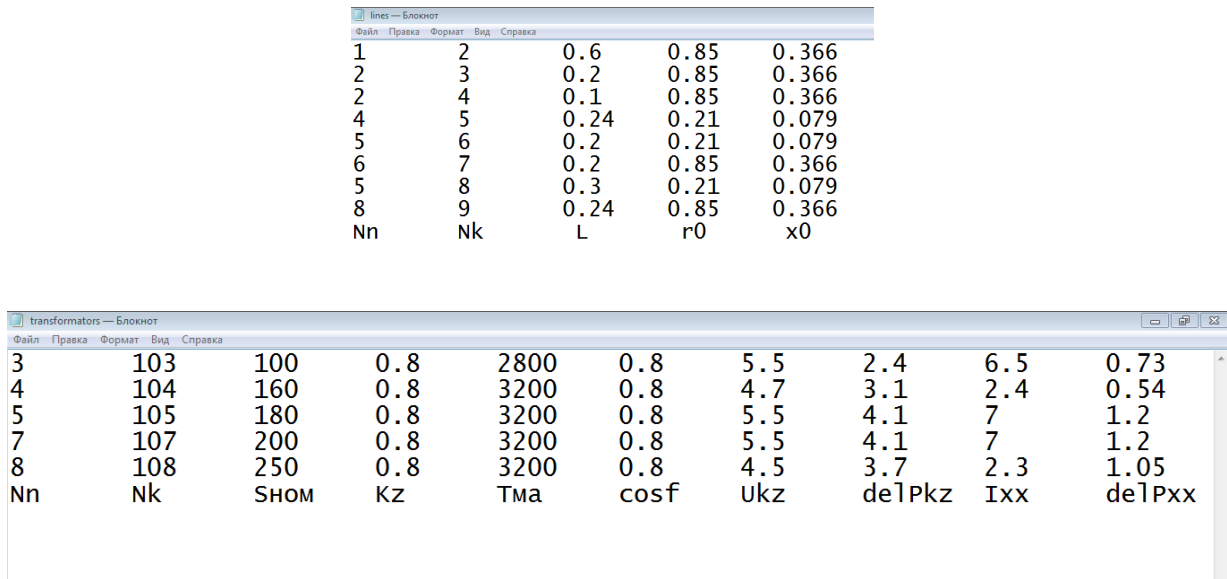 lines — Блокнот
Файл Правка Формат Вид Справка
1 2 0.6 0.85 0.366
2 3 0.2 0.85 0.366
2 4 0.1 0.85 0.366
4 5 0.24 0.21 0.079
5 6 0.2 0.21 0.079
6 7 0.2 0.85 0.366
5 8 0.3 0.21 0.079
8 9 0.24 0.85 0.366
Nn Nk L r0 x0
transformators — Блокнот
Файл Правка Формат Вид Справка
3 103 100 0.8 2800 0.8 5.5 2.4 6.5 0.73
4 104 160 0.8 3200 0.8 4.7 3.1 2.4 0.54
5 105 180 0.8 3200 0.8 5.5 4.1 7 1.2
7 107 200 0.8 3200 0.8 5.5 4.1 7 1.2
8 108 250 0.8 3200 0.8 4.5 3.7 2.3 1.05
Nn Nk Sном Kz Tма cosf Ukz delPkz Ixx delPxx